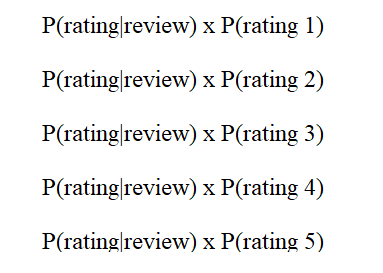 P(rating|review) x P(rating 1)
P(rating|review) x P(rating 2)
P(rating|review) x P(rating 3)
P(rating|review) x P(rating 4)
P(rating|review) x P(rating 5)